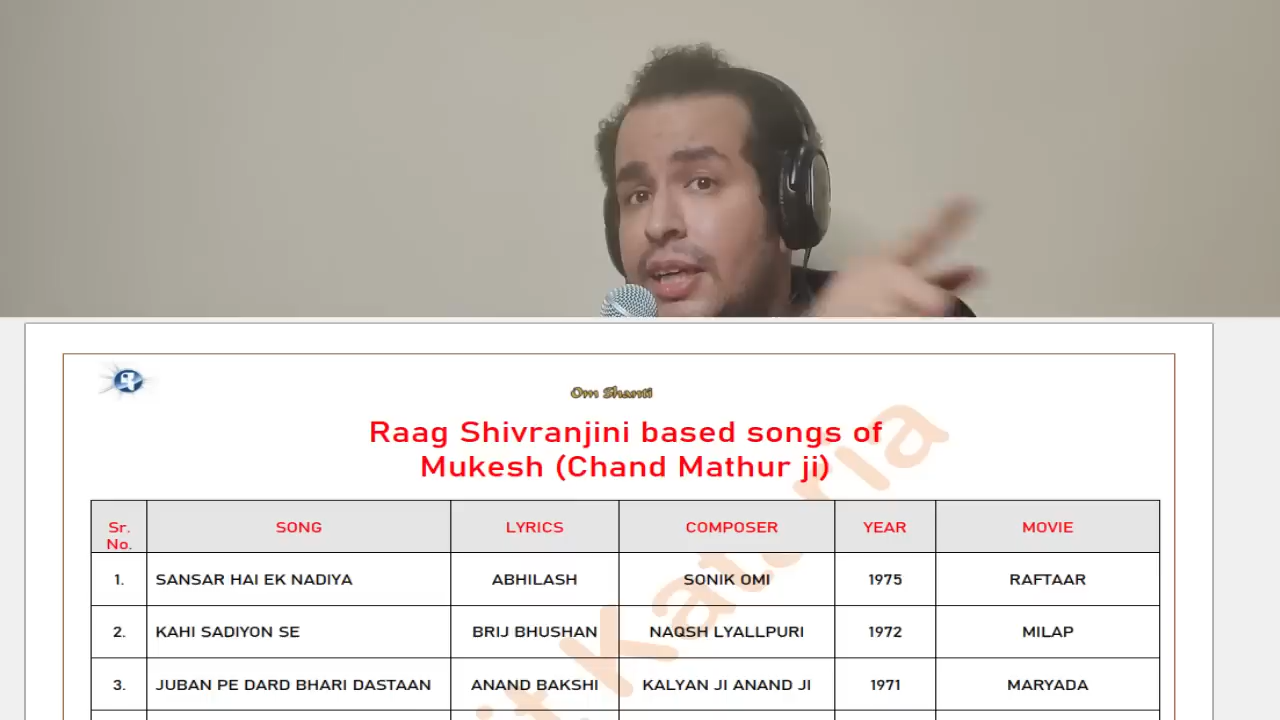 Om Shanti
Raag Shivranjini based songs of
Mukesh (Chand Mathur ji)
Sr. No. SONG LYRICS COMPOSER YEAR MOVIE
1. SANSAR HAI EK NADIYA ABHILASH SONIK OMI 1975 RAFTAAR
2. KAHI SADIYON SE BRIJ BHUSHAN NAQSH LYALLPURI 1972 MILAP
3. JUBAN PE DARD BHARI DASTAAN ANAND BAKSHI KALYAN JI ANAND JI 1971 MARYADA
Kataria